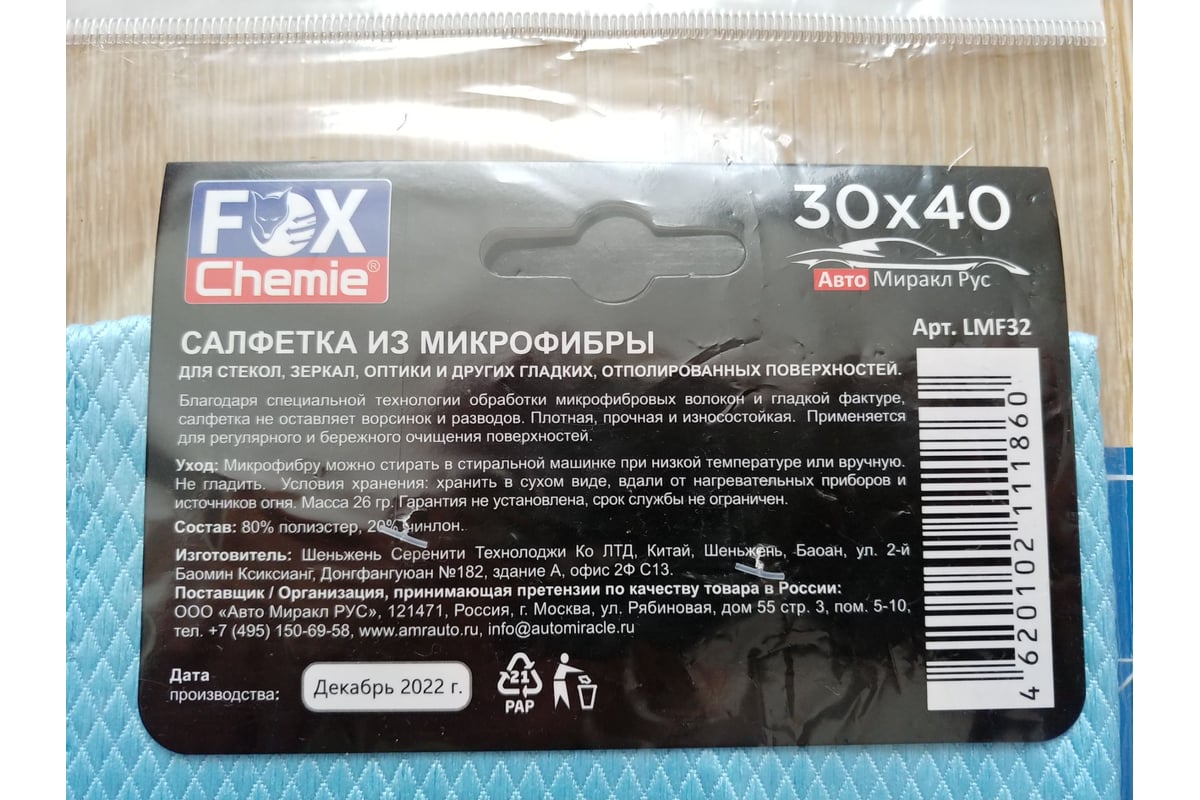 FOX
Chemie®
30х40
Авто Миракл Рус
Арт. LMF32
САЛФЕТКА ИЗ МИКРОФИБРЫ
ДЛЯ СТЕКОЛ, ЗЕРКАЛ, ОПТИКИ И ДРУГИХ ГЛАДКИХ, ОТПОЛИРОВАННЫХ ПОВЕРХНОСТЕЙ.
Благодаря специальной технологии обработки микрофибровых волокон и гладкой фактуре,
салфетка не оставляет ворсинок и разводов. Плотная, прочная и износостойкая. Применяется
для регулярного и бережного очищения поверхностей.
Уход: Микрофибру можно стирать в стиральной машинке при низкой температуре или вручную.
Не гладить. Условия хранения: хранить в сухом виде, вдали от нагревательных приборов и
источников огня. Масса 26 гр. Гарантия не установлена, срок службы не ограничен.
Состав: 80% полиэстер, 20%
Изготовитель: Шеньжень Серенити Технолоджи Ко ЛТД, Китай, Шеньжень, Баоан, ул. 2-й
Баомин Ксиксианг, Донгфангуюан №182, здание А, офис 2Ф С13.
Поставщик / Организация, принимающая претензии по качеству товара в России:
ООО «Авто Миракл РУС», 121471, Россия, г. Москва, ул. Рябиновая, дом 55 стр. 3, пом. 5-10,
тел. +7 (495) 150-69-58, www.amrauto.ru, info@automiracle.ru
Дата
производства:
Декабрь 2022 г.
21
PAP
4 620102 111860